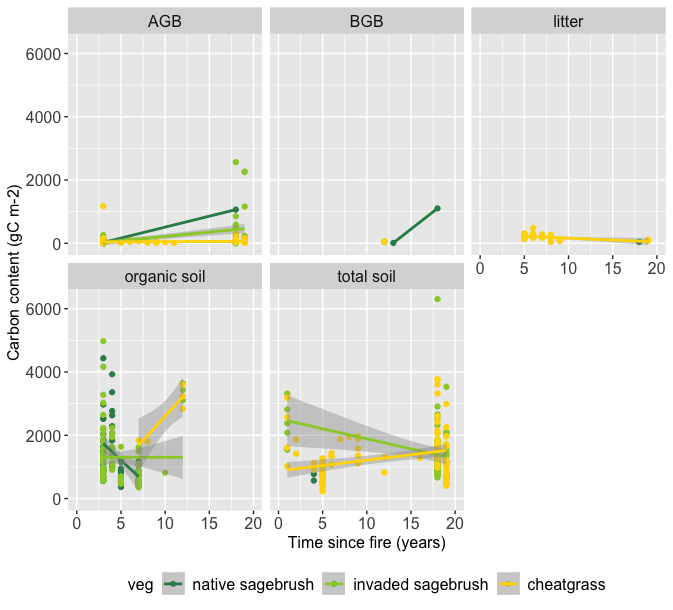 AGB BGB litter
6000
4000
2000
0
0 5 10 15 20
organic soil total soil
6000
4000
2000
0
0 5 10 15 20 0 5 10 15 20
Carbon content (gC m-2)
Time since fire (years)
veg native sagebrush invaded sagebrush cheatgrass